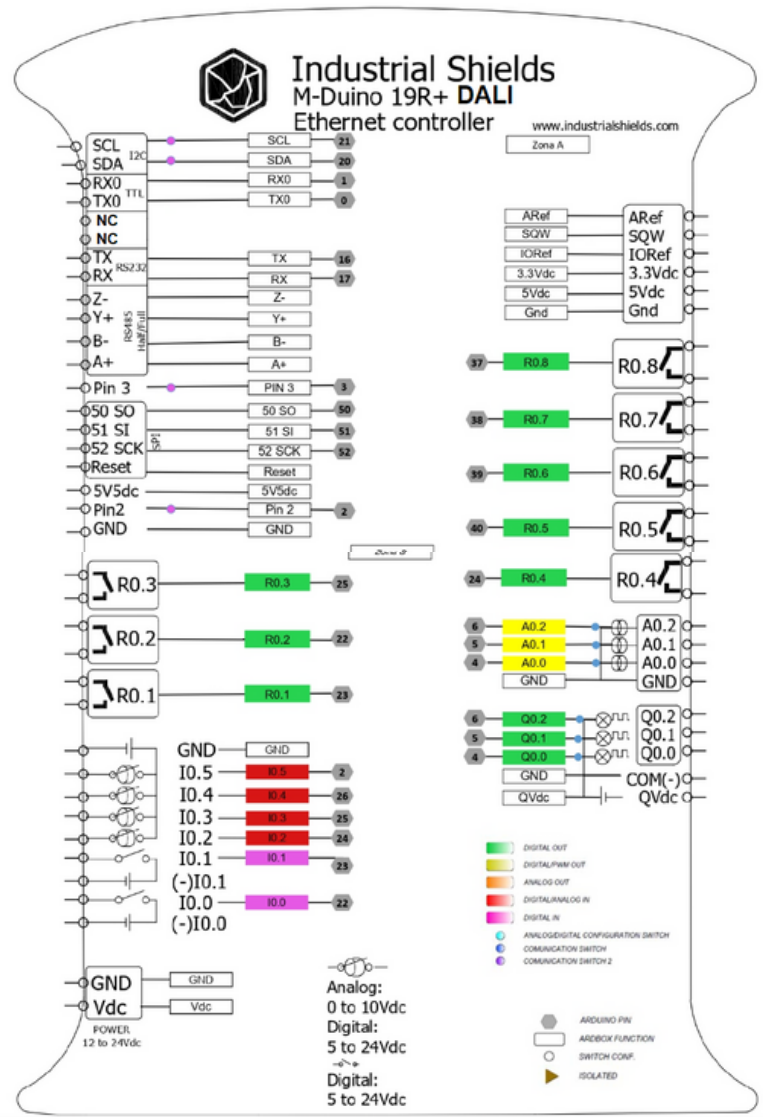 Industrial Shields
M-Duino 19R+ DALI
Ethernet controller
www.industrialshields.com
Zona A
SCL I2C SCL 21
SDA SDA 20
RX0 TTL RX0 1
TX0 TX0 0
NC
NC
TX RS232 TX 16
RX RX 17
Z- RS485 Half/Full Z-
Y+ Y+
B- B-
A+ A+
Pin 3 PIN 3 3
50 SO SPI 50 SO 50
51 SI 51 SI 51
52 SCK 52 SCK 52
Reset Reset
5V5dc 5V5dc
Pin2 Pin 2 2
GND GND
ARef ARef
SQW SQW
IORef IORef
3.3Vdc 3.3Vdc
5Vdc 5Vdc
Gnd Gnd
37 R0.8 R0.8
38 R0.7 R0.7
39 R0.6 R0.6
40 R0.5 R0.5
24 R0.4 R0.4
R0.3 R0.3 25
R0.2 R0.2 22
R0.1 R0.1 23
6 A0.2 A0.2
5 A0.1 A0.1
4 A0.0 A0.0
GND GND
6 Q0.2 Q0.2
5 Q0.1 Q0.1
4 Q0.0 Q0.0
GND COM(-)
QVdc QVdc
GND GND
I0.5 I0.5 2
I0.4 I0.4 26
I0.3 I0.3 25
I0.2 I0.2 24
I0.1 I0.1 23
(-)I0.1
I0.0 I0.0 22
(-)I0.0
GND GND
Vdc Vdc
POWER
12 to 24Vdc
Analog:
0 to 10Vdc
Digital:
5 to 24Vdc
Digital:
5 to 24Vdc
DIGITAL OUT
DIGITAL/PWM OUT
ANALOG OUT
DIGITAL/ANALOG IN
DIGITAL IN
ANALOG/DIGITAL CONFIGURATION SWITCH
COMUNICATION SWITCH
COMUNICATION SWITCH 2
ARDUINO PIN
ARDBOX FUNCTION
SWITCH CONF.
ISOLATED